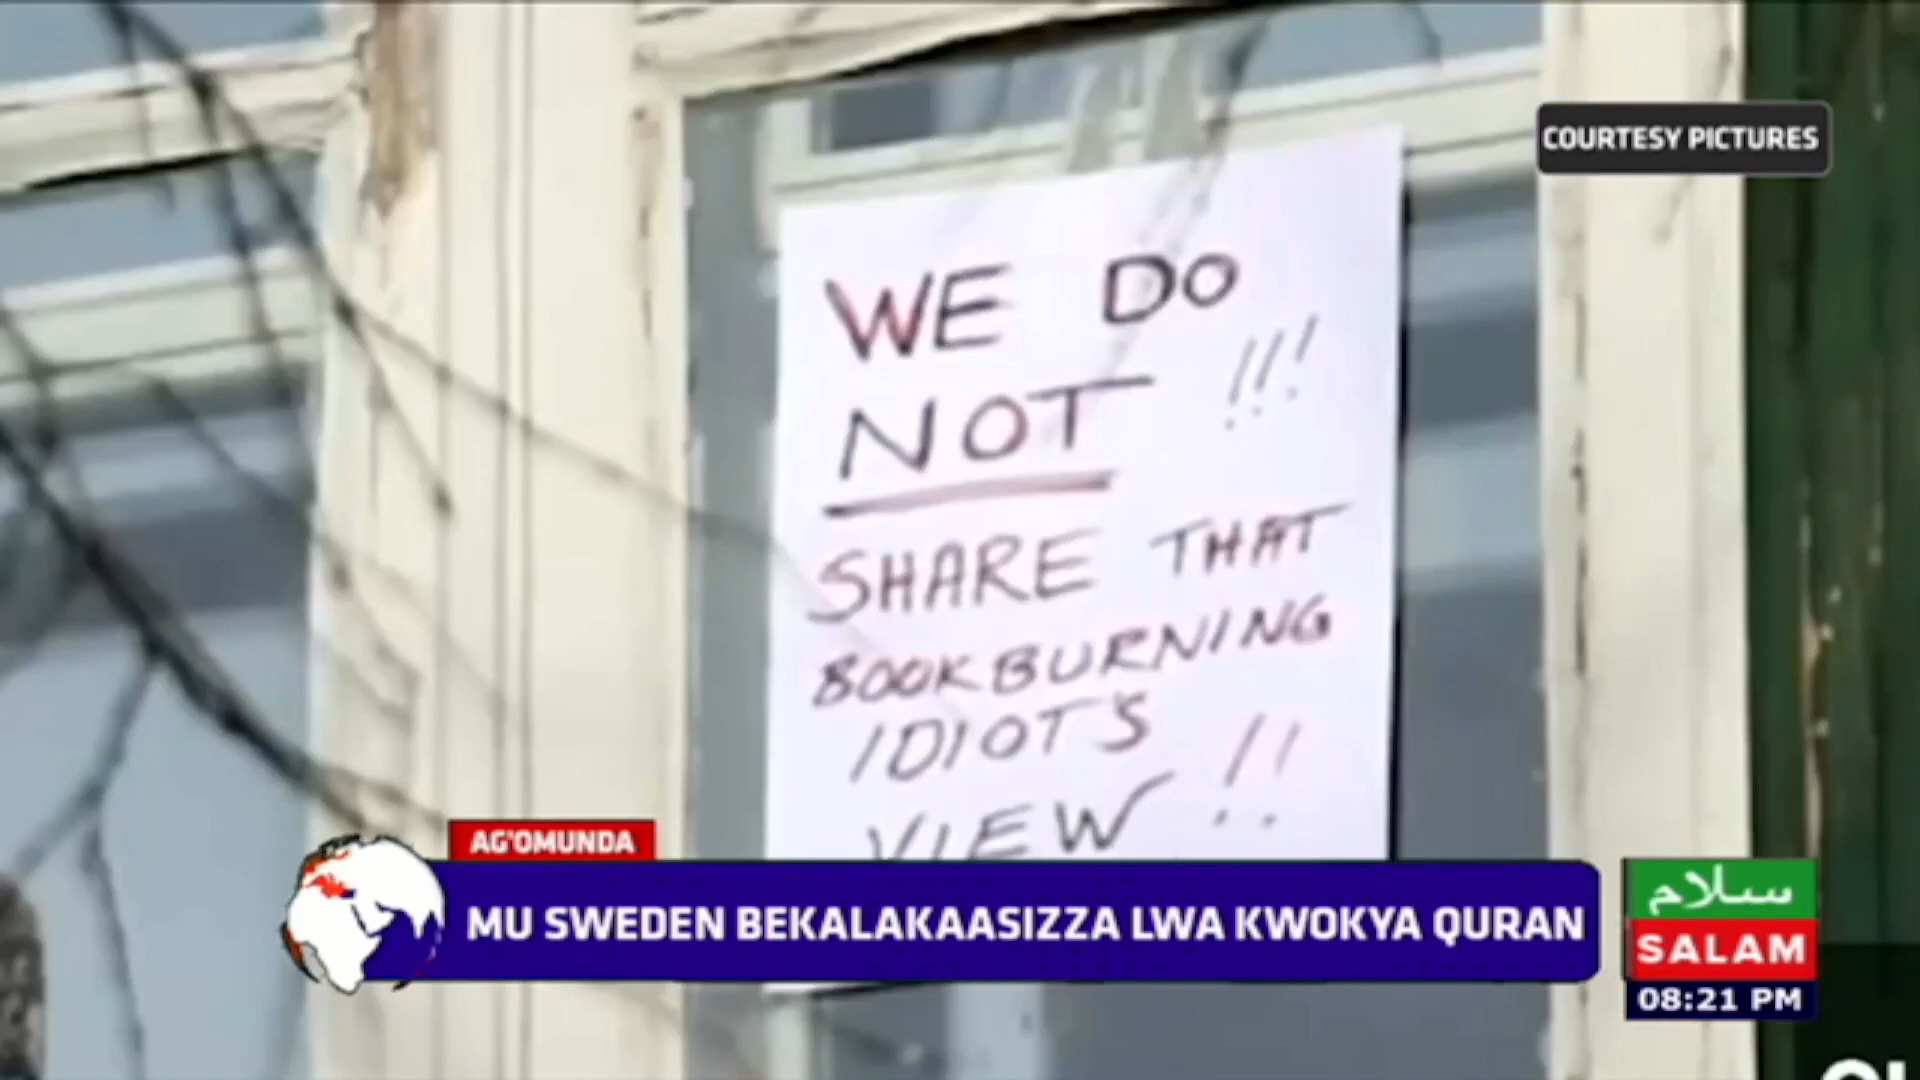 COURTESY PICTURES
WE DO
NOT !!!
SHARE THAT
BOOKBURNING
IDIOT'S
VIEW !!
AG'OMUNDA
MU SWEDEN BEKALAKAASIZZA LWA KWOKYA QURAN
سلام
SALAM
08:21 PM